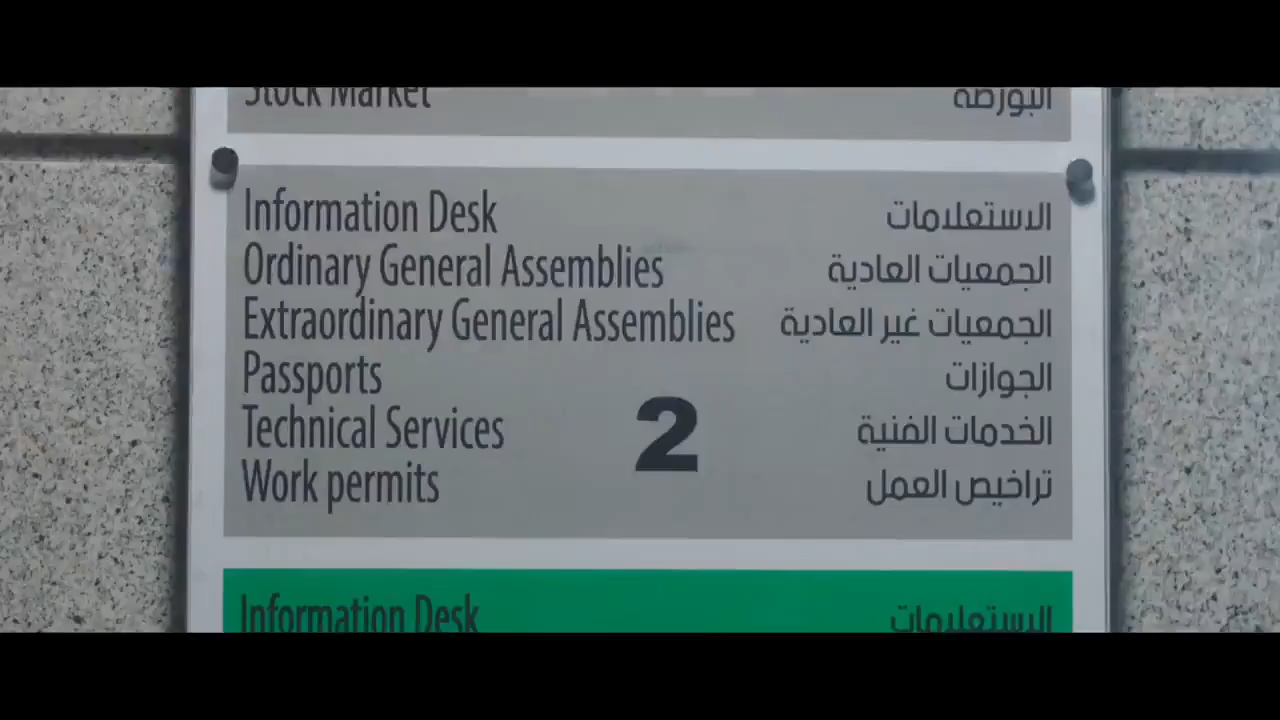 Stock Market البورصة
Information Desk الاستعلامات
Ordinary General Assemblies الجمعيات العادية
Extraordinary General Assemblies الجمعيات غير العادية
Passports الجوازات
Technical Services الخدمات الفنية
Work permits تراخيص العمل
2
Information Desk الاستعلامات